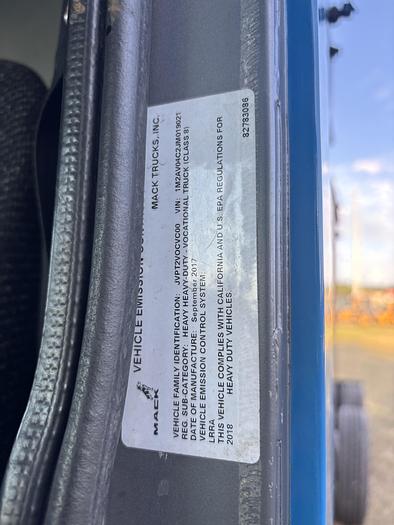 VEHICLE EMISSION
MACK
MACK TRUCKS, INC.
VEHICLE FAMILY IDENTIFICATION: JVPT2VOCVC00 VIN: 1M2AV04C2JM019021
REG. SUB-CATEGORY: HEAVY HEAVY-DUTY - VOCATIONAL TRUCK (CLASS 8)
DATE OF MANUFACTURE: September 2017
VEHICLE EMISSION CONTROL SYSTEM:
LRRA
THIS VEHICLE COMPLIES WITH CALIFORNIA AND U.S. EPA REGULATIONS FOR
2018 HEAVY DUTY VEHICLES.
82783086